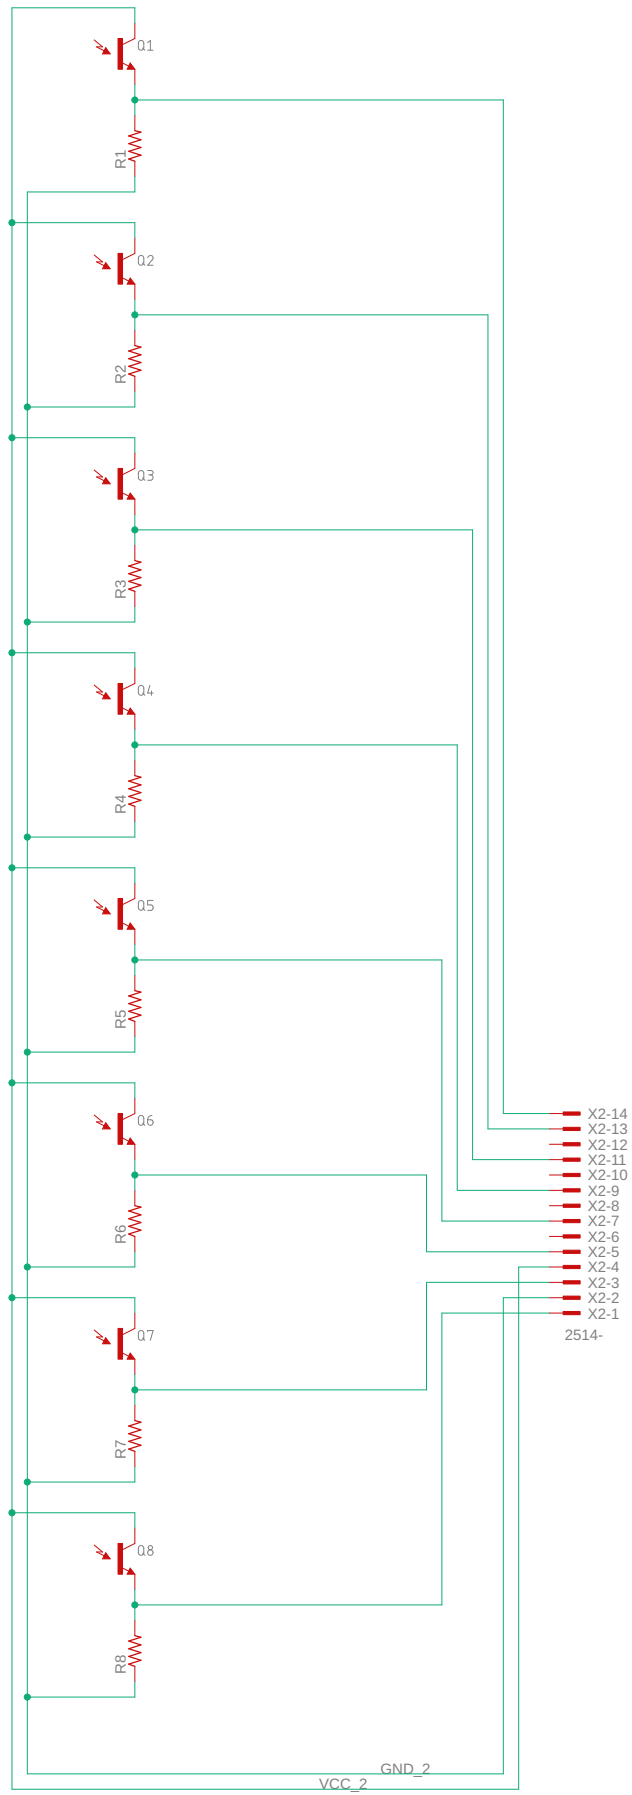 Q1
R1
Q2
R2
Q3
R3
Q4
R4
Q5
R5
Q6
R6
Q7
R7
Q8
R8
X2-14
X2-13
X2-12
X2-11
X2-10
X2-9
X2-8
X2-7
X2-6
X2-5
X2-4
X2-3
X2-2
X2-1
2514-
GND_2
VCC_2